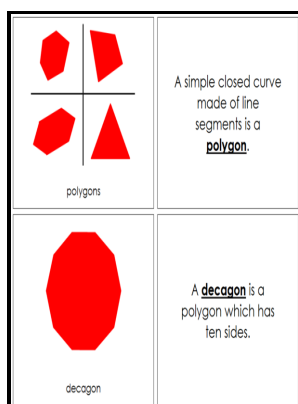 polygons
A simple closed curve
made of line
segments is a
polygon.
decagon
A decagon is a
polygon which has
ten sides.